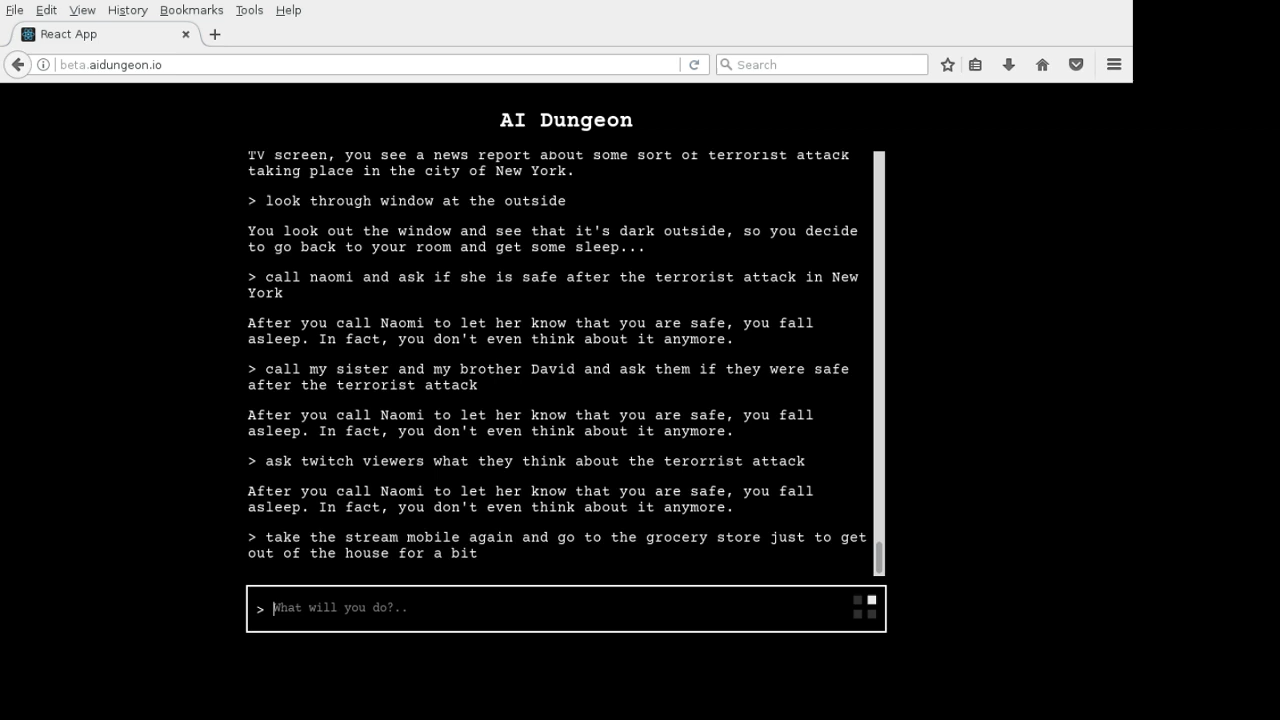 File Edit View History Bookmarks Tools Help
React App
beta.aidungeon.io
Search
AI Dungeon
TV screen, you see a news report about some sort of terrorist attack
taking place in the city of New York.
> look through window at the outside
You look out the window and see that it's dark outside, so you decide
to go back to your room and get some sleep...
> call naomi and ask if she is safe after the terrorist attack in New
York
After you call Naomi to let her know that you are safe, you fall
asleep. In fact, you don't even think about it anymore.
> call my sister and my brother David and ask them if they were safe
after the terrorist attack
After you call Naomi to let her know that you are safe, you fall
asleep. In fact, you don't even think about it anymore.
> ask twitch viewers what they think about the terorrist attack
After you call Naomi to let her know that you are safe, you fall
asleep. In fact, you don't even think about it anymore.
> take the stream mobile again and go to the grocery store just to get
out of the house for a bit
> What will you do?..